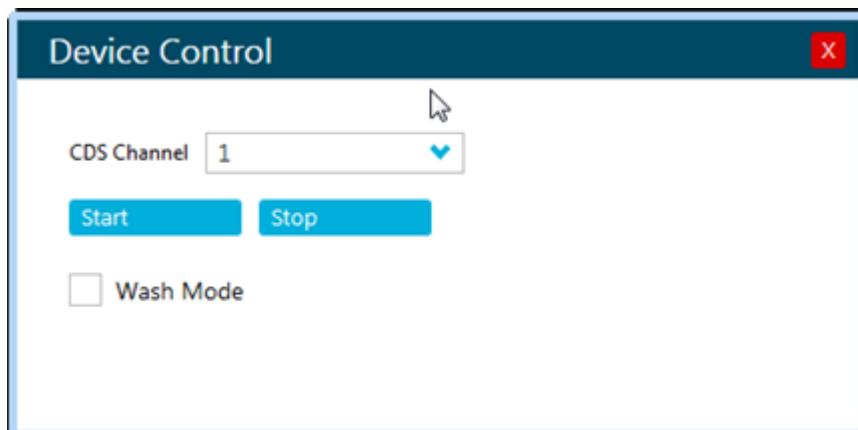 Device Control
X
CDS Channel 1
Start Stop
Wash Mode